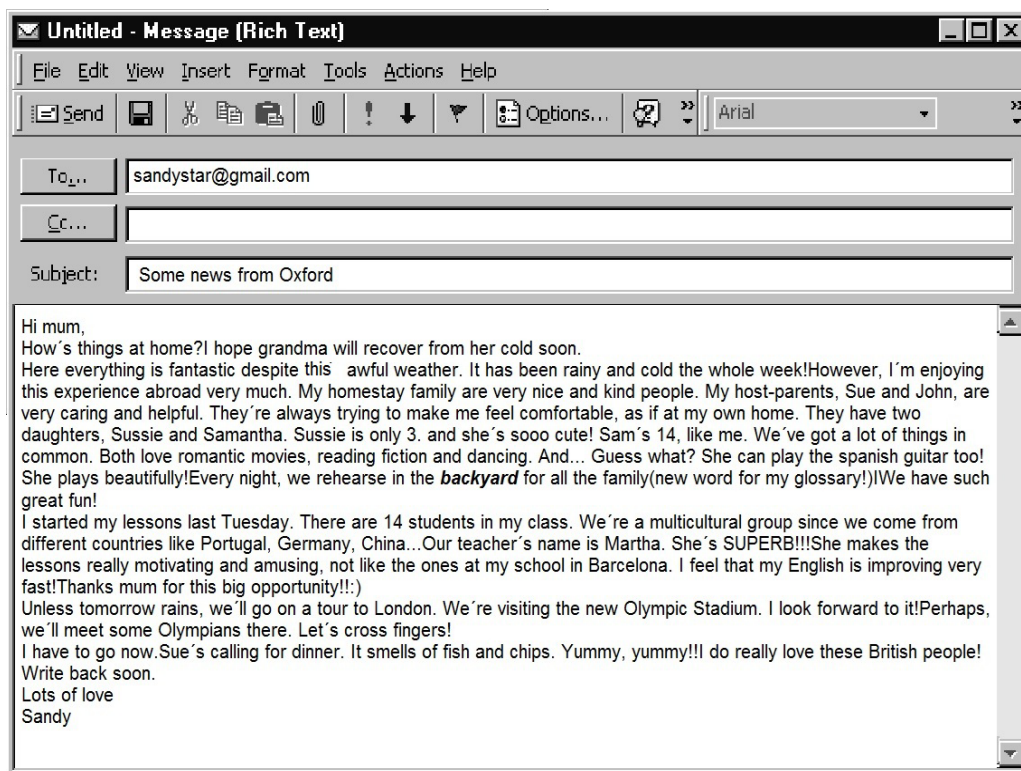 Untitled - Message (Rich Text)
File Edit View Insert Format Tools Actions Help
Send Options... Arial
To... sandystar@gmail.com
Cc...
Subject: Some news from Oxford
Hi mum,
How´s things at home?I hope grandma will recover from her cold soon.
Here everything is fantastic despite this awful weather. It has been rainy and cold the whole week!However, I´m enjoying
this experience abroad very much. My homestay family are very nice and kind people. My host-parents, Sue and John, are
very caring and helpful. They´re always trying to make me feel comfortable, as if at my own home. They have two
daughters, Sussie and Samantha. Sussie is only 3. and she´s sooo cute! Sam´s 14, like me. We´ve got a lot of things in
common. Both love romantic movies, reading fiction and dancing. And... Guess what? She can play the spanish guitar too!
She plays beautifully!Every night, we rehearse in the backyard for all the family(new word for my glossary!)IWe have such
great fun!
I started my lessons last Tuesday. There are 14 students in my class. We´re a multicultural group since we come from
different countries like Portugal, Germany, China...Our teacher´s name is Martha. She´s SUPERB!!!She makes the
lessons really motivating and amusing, not like the ones at my school in Barcelona. I feel that my English is improving very
fast!Thanks mum for this big opportunity!!:)
Unless tomorrow rains, we´ll go on a tour to London. We´re visiting the new Olympic Stadium. I look forward to it!Perhaps,
we´ll meet some Olympians there. Let´s cross fingers!
I have to go now.Sue´s calling for dinner. It smells of fish and chips. Yummy, yummy!!I do really love these British people!
Write back soon.
Lots of love
Sandy